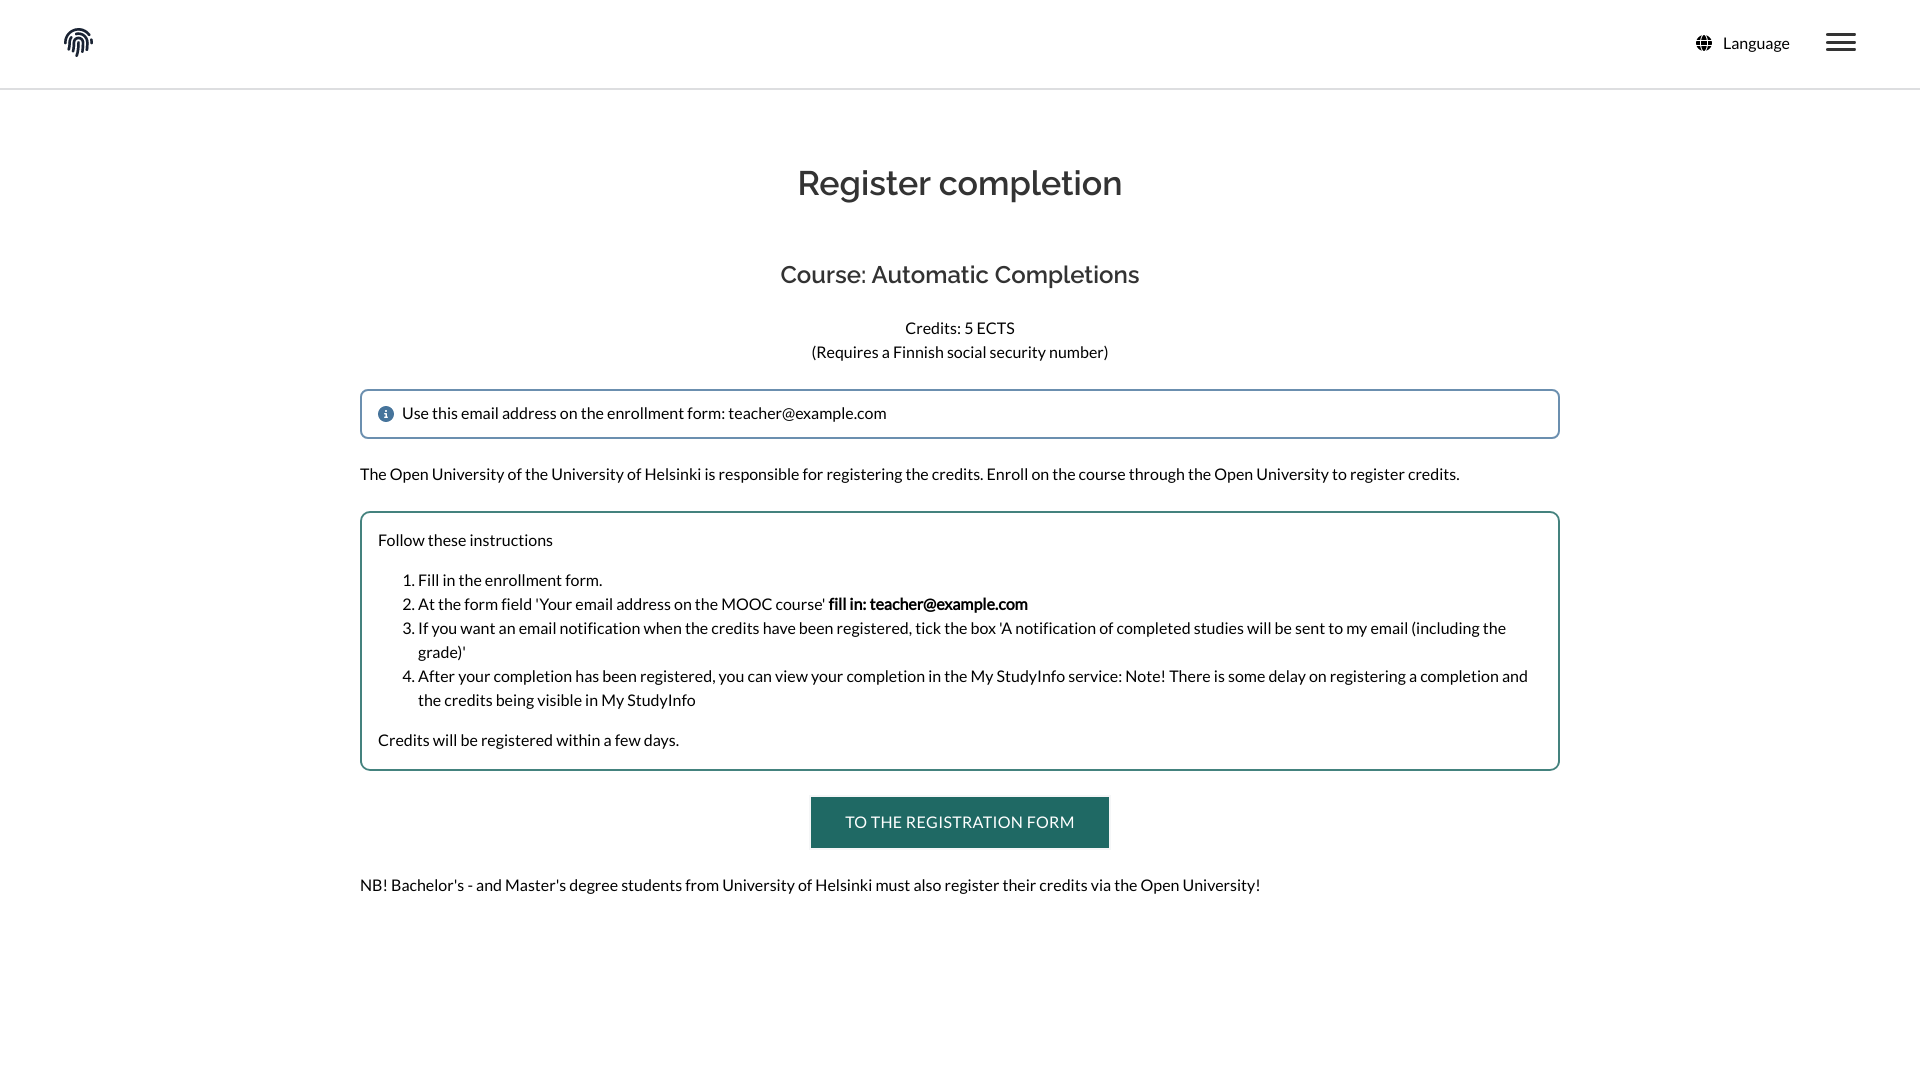 Language
Register completion
Course: Automatic Completions
Credits: 5 ECTS
(Requires a Finnish social security number)
Use this email address on the enrollment form: teacher@example.com
The Open University of the University of Helsinki is responsible for registering the credits. Enroll on the course through the Open University to register credits.
Follow these instructions
1. Fill in the enrollment form.
2. At the form field 'Your email address on the MOOC course' fill in: teacher@example.com
3. If you want an email notification when the credits have been registered, tick the box 'A notification of completed studies will be sent to my email (including the
grade)'
4. After your completion has been registered, you can view your completion in the My StudyInfo service: Note! There is some delay on registering a completion and
the credits being visible in My StudyInfo
Credits will be registered within a few days.
TO THE REGISTRATION FORM
NB! Bachelor's - and Master's degree students from University of Helsinki must also register their credits via the Open University!